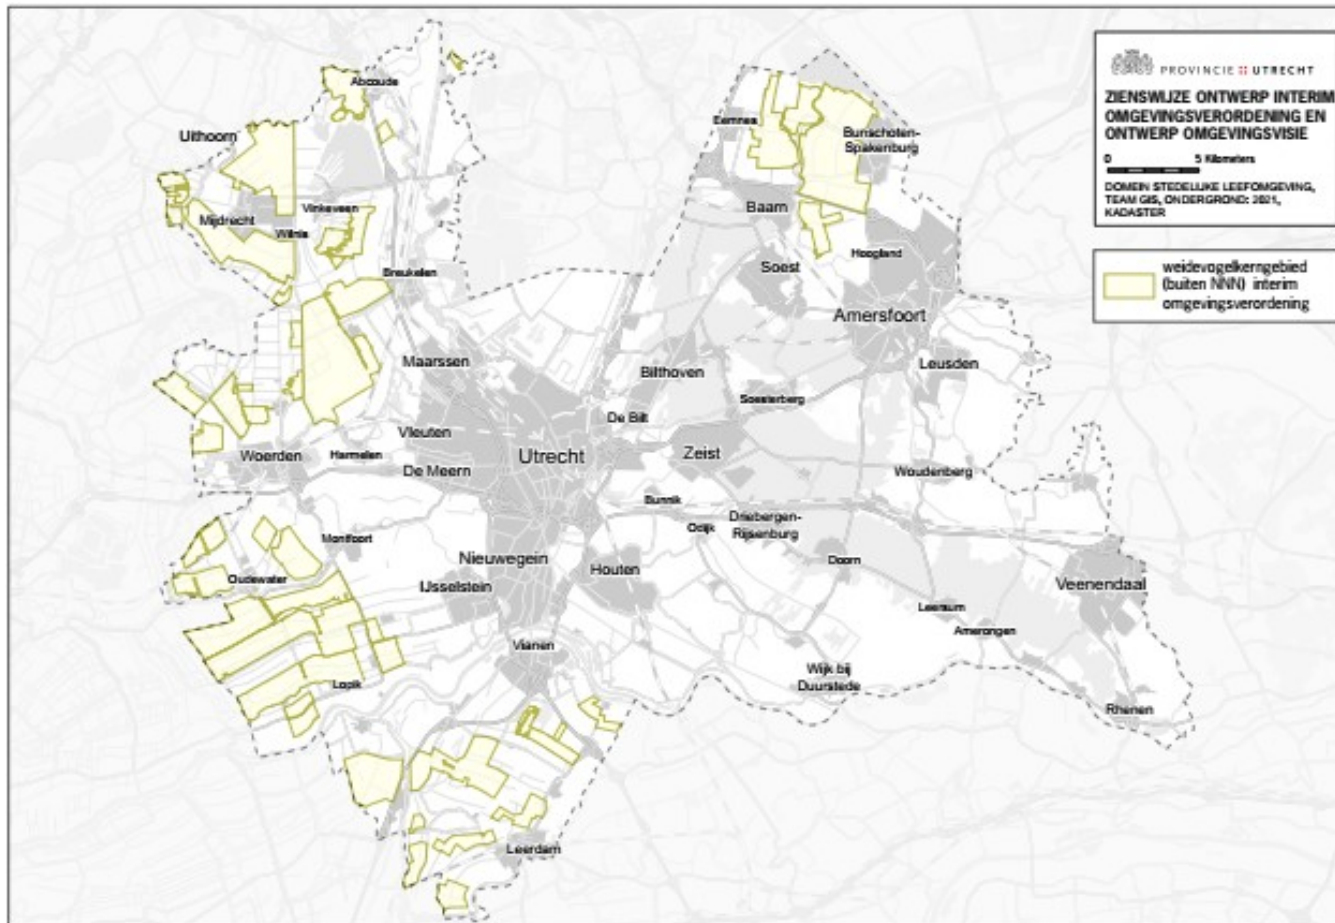 PROVINCIE UTRECHT
ZIENSWIJZE ONTWERP INTERIM
OMGEVINGSVERORDENING EN
ONTWERP OMGEVINGSVISIE
0 5 Kilometers
DOMEIN STEDELIJKE LEEFOMGEVING,
TEAM GIS, ONDERGROND: 2021,
KADASTER
weidevogelkerngebied
(buiten NNN) interim
omgevingsverordening
Abcoude
Uithoorn
Eemnes
Bunschoten-
Spakenburg
Mijdrecht
Vinkeveen
Wilnis
Baarn
Hoogland
Soest
Breukelen
Amersfoort
Maarssen
Bilthoven
Leusden
Soesterberg
De Bilt
Vleuten
Woerden
Harmelen
Utrecht
Zeist
De Meern
Woudenberg
Bunnik
Driebergen-
Rijsenburg
Odijk
Montfoort
Nieuwegein
Houten
Doorn
Oudewater
IJsselstein
Veenendaal
Leersum
Amerongen
Vianen
Wijk bij
Duurstede
Lopik
Rhenen
Leerdam